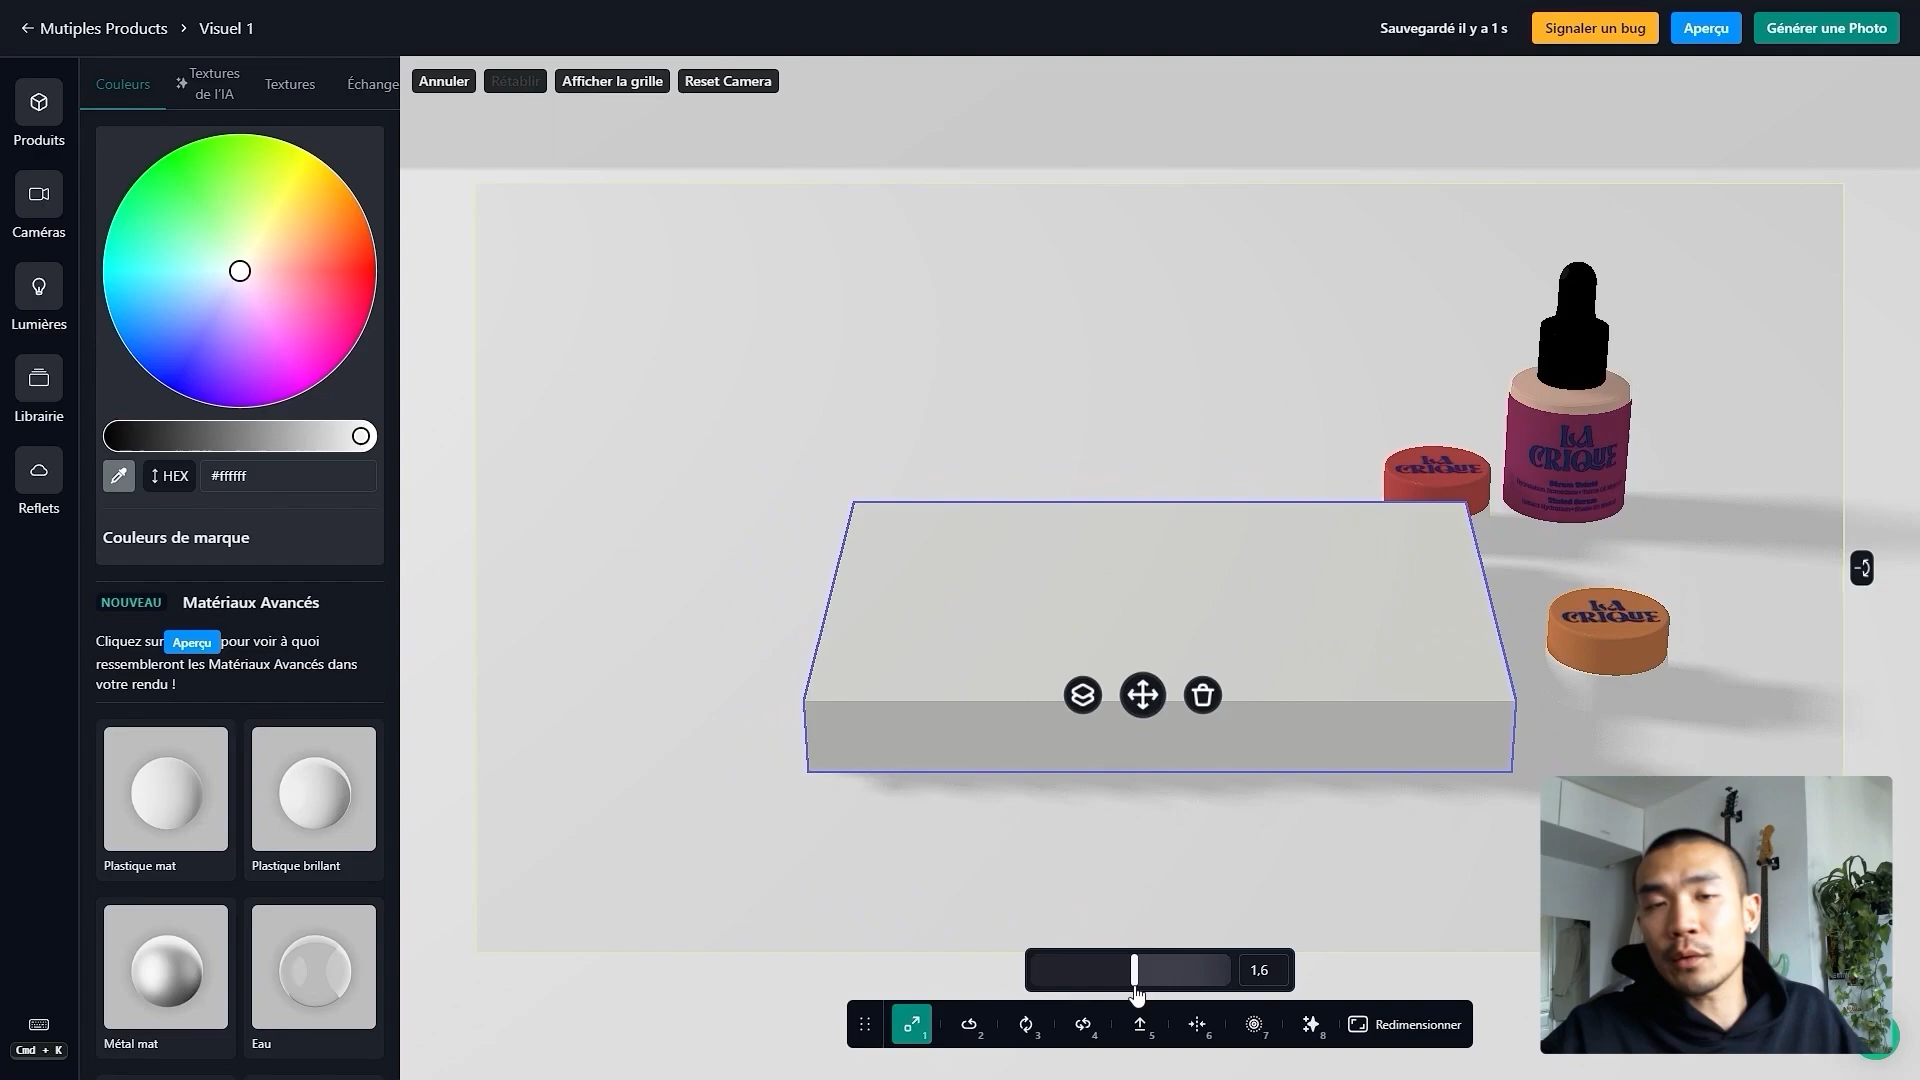 Mutiples Products > Visuel 1
Sauvegardé il y a 1 s
Signaler un bug
Aperçu
Générer une Photo
Produits
Caméras
Lumières
Librairie
Reflets
Cmd + K
Couleurs
Textures
de l'IA
Textures
Échange
HEX
#ffffff
Couleurs de marque
NOUVEAU Matériaux Avancés
Cliquez sur Aperçu pour voir à quoi
ressembleront les Matériaux Avancés dans
votre rendu !
Plastique mat
Plastique brillant
Métal mat
Eau
Annuler
Rétablir
Afficher la grille
Reset Camera
LA
CRIQUE
LA
CRIQUE
LA
CRIQUE
1,6
1
2
3
4
5
6
7
8
Redimensionner